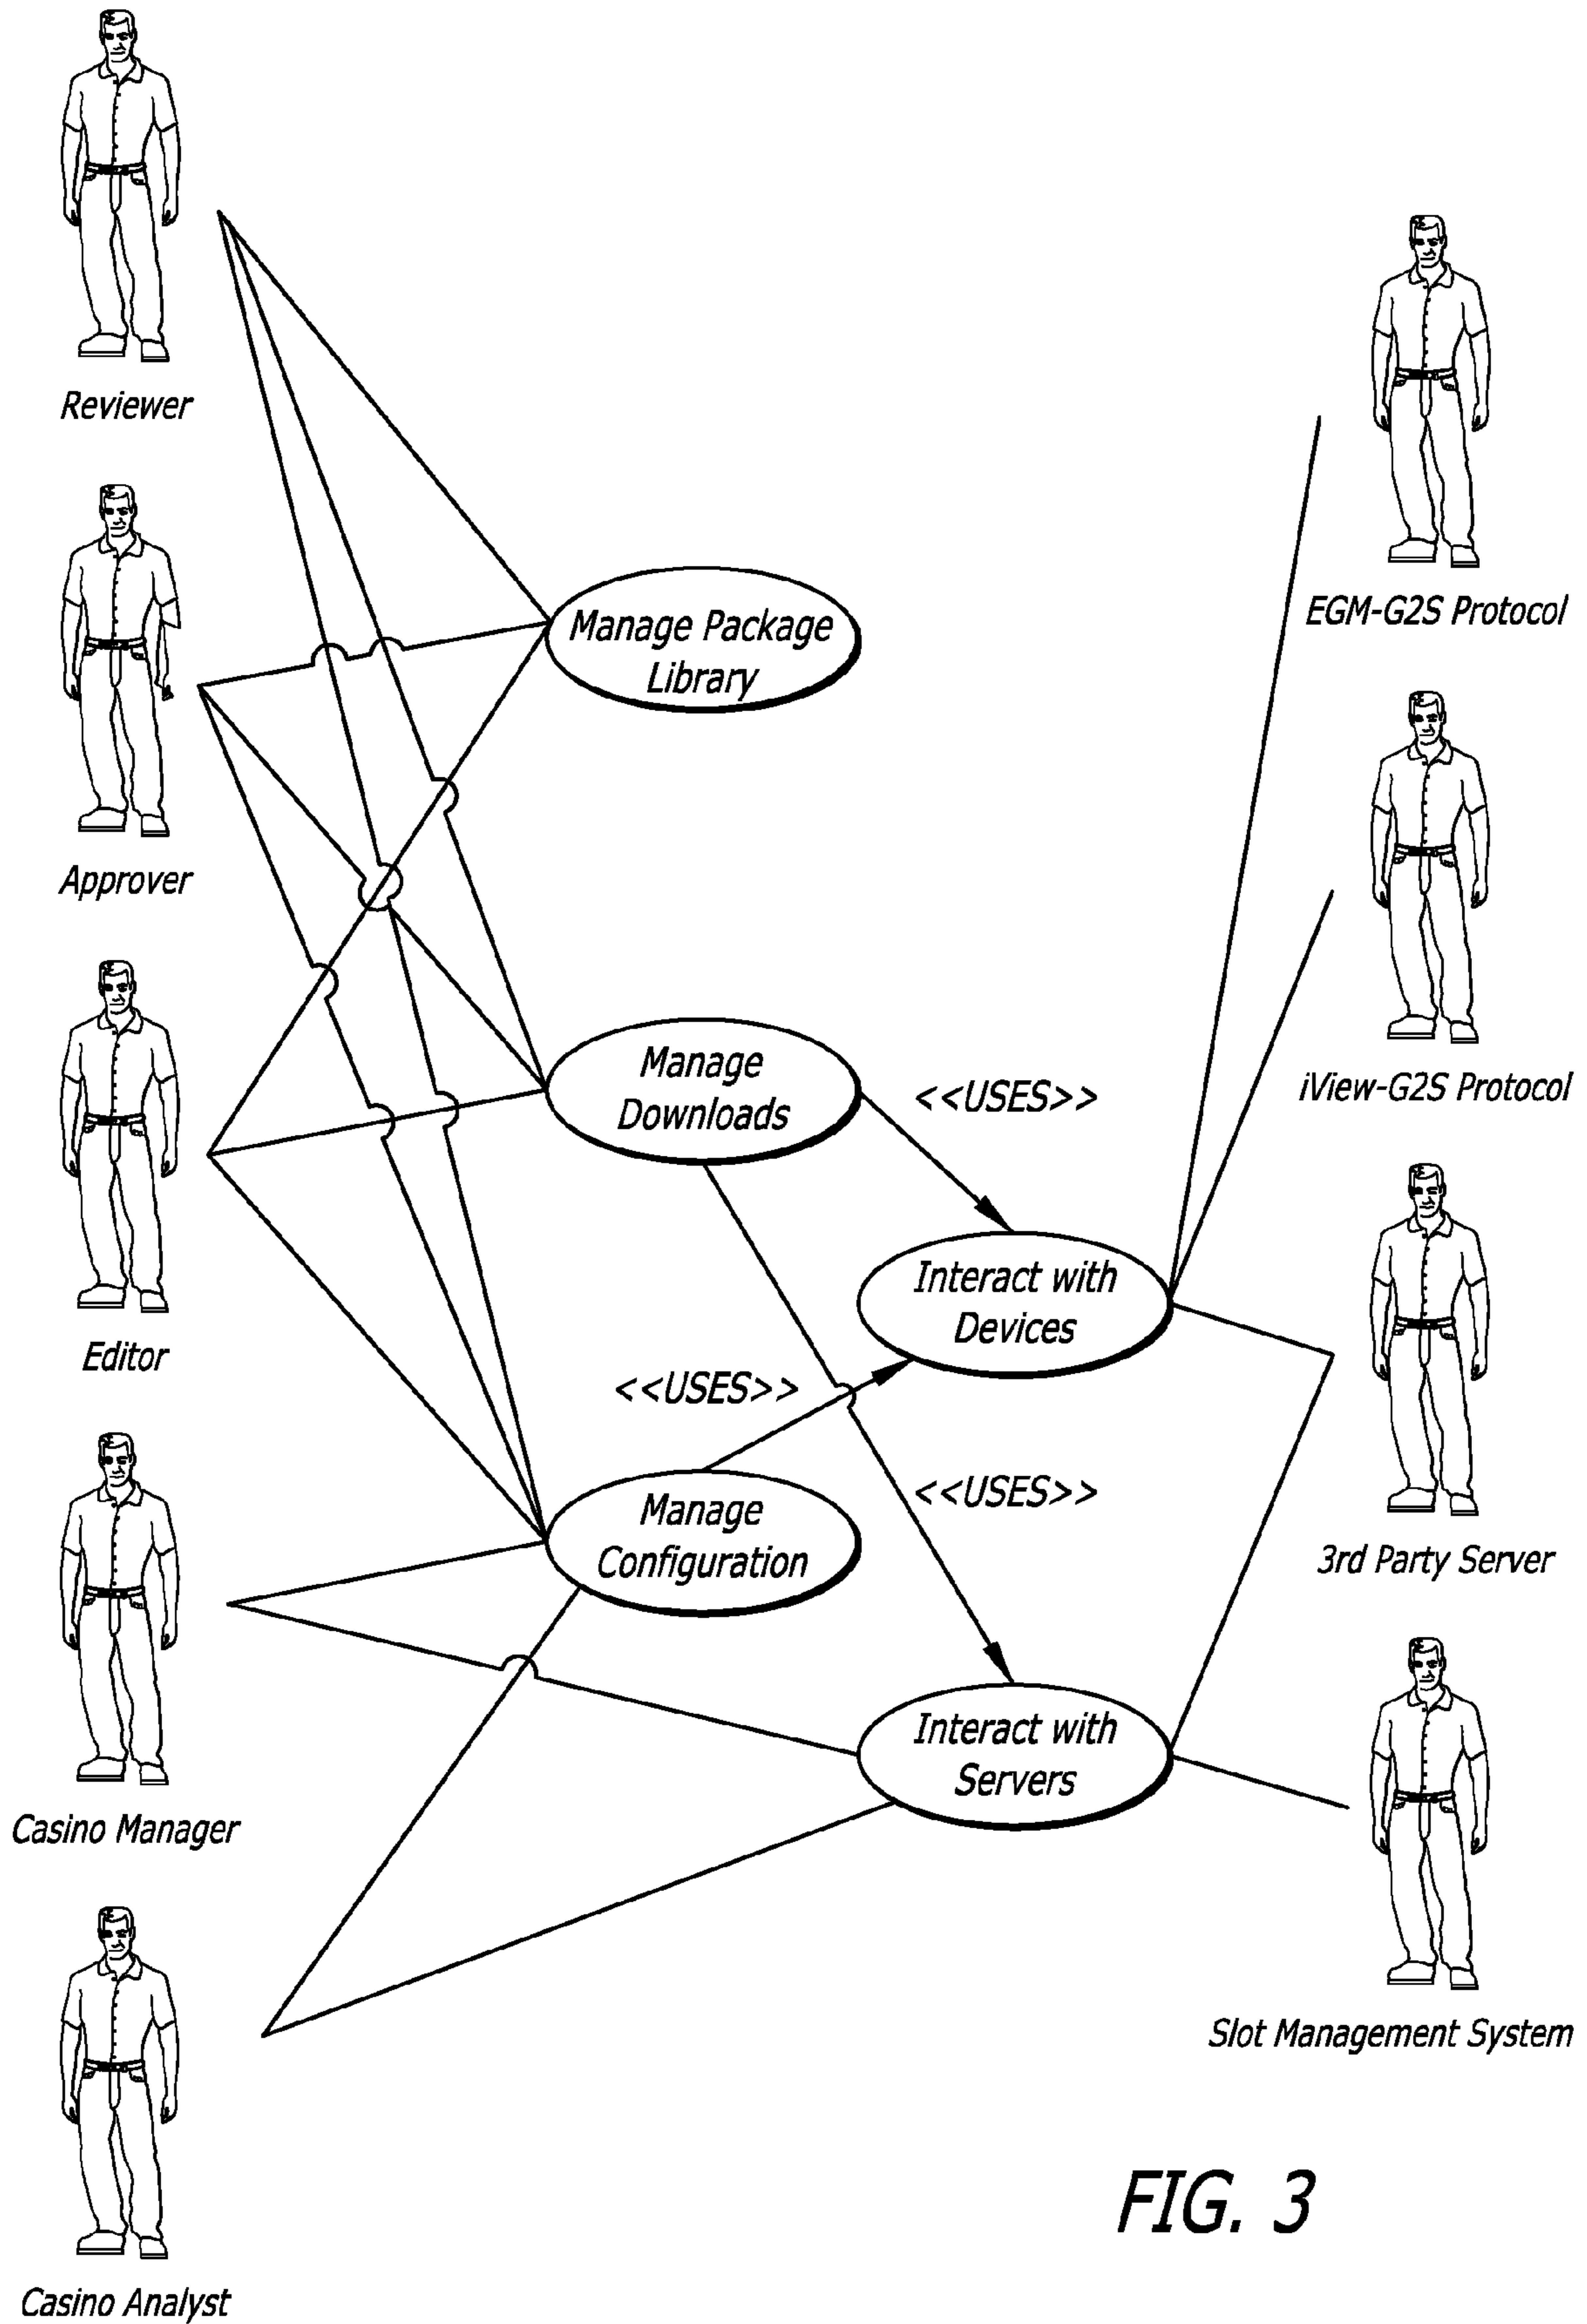 Reviewer
EGM-G2S Protocol
Manage Package
Library
Approver
Manage
Downloads
<<USES>>
iView-G2S Protocol
Interact with
Devices
Editor
<<USES>>
<<USES>>
Manage
Configuration
3rd Party Server
Interact with
Servers
Casino Manager
Slot Management System
FIG. 3
Casino Analyst